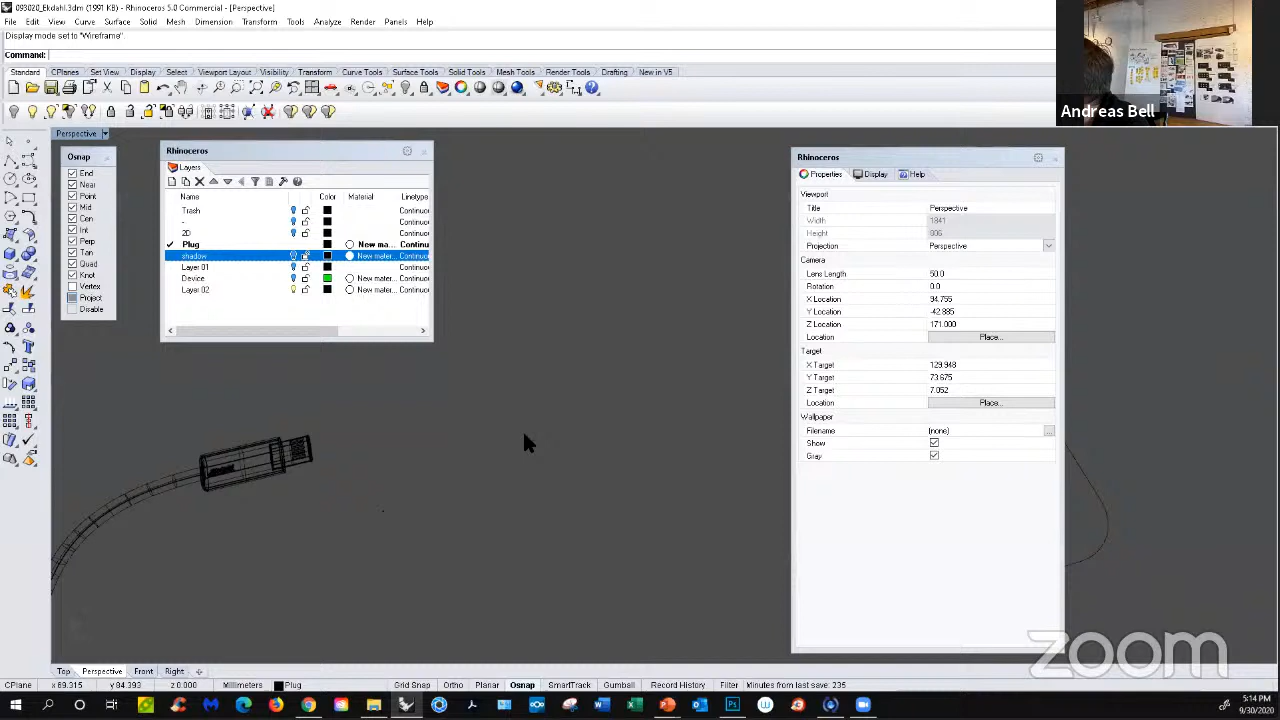 093020_Ekdahl.3dm (1991 KB) - Rhinoceros 5.0 Commercial - [Perspective]
File Edit View Curve Surface Solid Mesh Dimension Transform Tools Analyze Render Panels Help
Display mode set to "Wireframe".
Command:
Standard CPlanes Set View Display Select Viewport Layout Visibility Transform Curve Tools Surface Tools Solid Tools Mesh Tools Render Tools Drafting New in V5
Andreas Bell
Perspective
Osnap
End
Near
Point
Mid
Cen
Int
Perp
Tan
Quad
Knot
Vertex
Project
Disable
Rhinoceros
Layers
Name Color Material Linetype
Trash Continuo
- Continuo
2D Continuo
Plug New ma... Continu
shadow New mater... Continuo
Layer 01 Continuo
Device New mater... Continuo
Layer 02 New mater... Continuo
Rhinoceros
Properties Display Help
Viewport
Title Perspective
Width 1841
Height 986
Projection Perspective
Camera
Lens Length 50.0
Rotation 0.0
X Location 94.755
Y Location -42.885
Z Location 171.000
Location Place...
Target
X Target 129.948
Y Target 73.675
Z Target 7.052
Location Place...
Wallpaper
Filename (none) ...
Show
Gray
zoom
Top Perspective Front Right
CPlane x 69.315 y 84.393 z 0.000 Millimeters Plug Grid Snap Ortho Planar Osnap SmartTrack Gumball Record History Filter Minutes from last save: 235
5:14 PM
9/30/2020